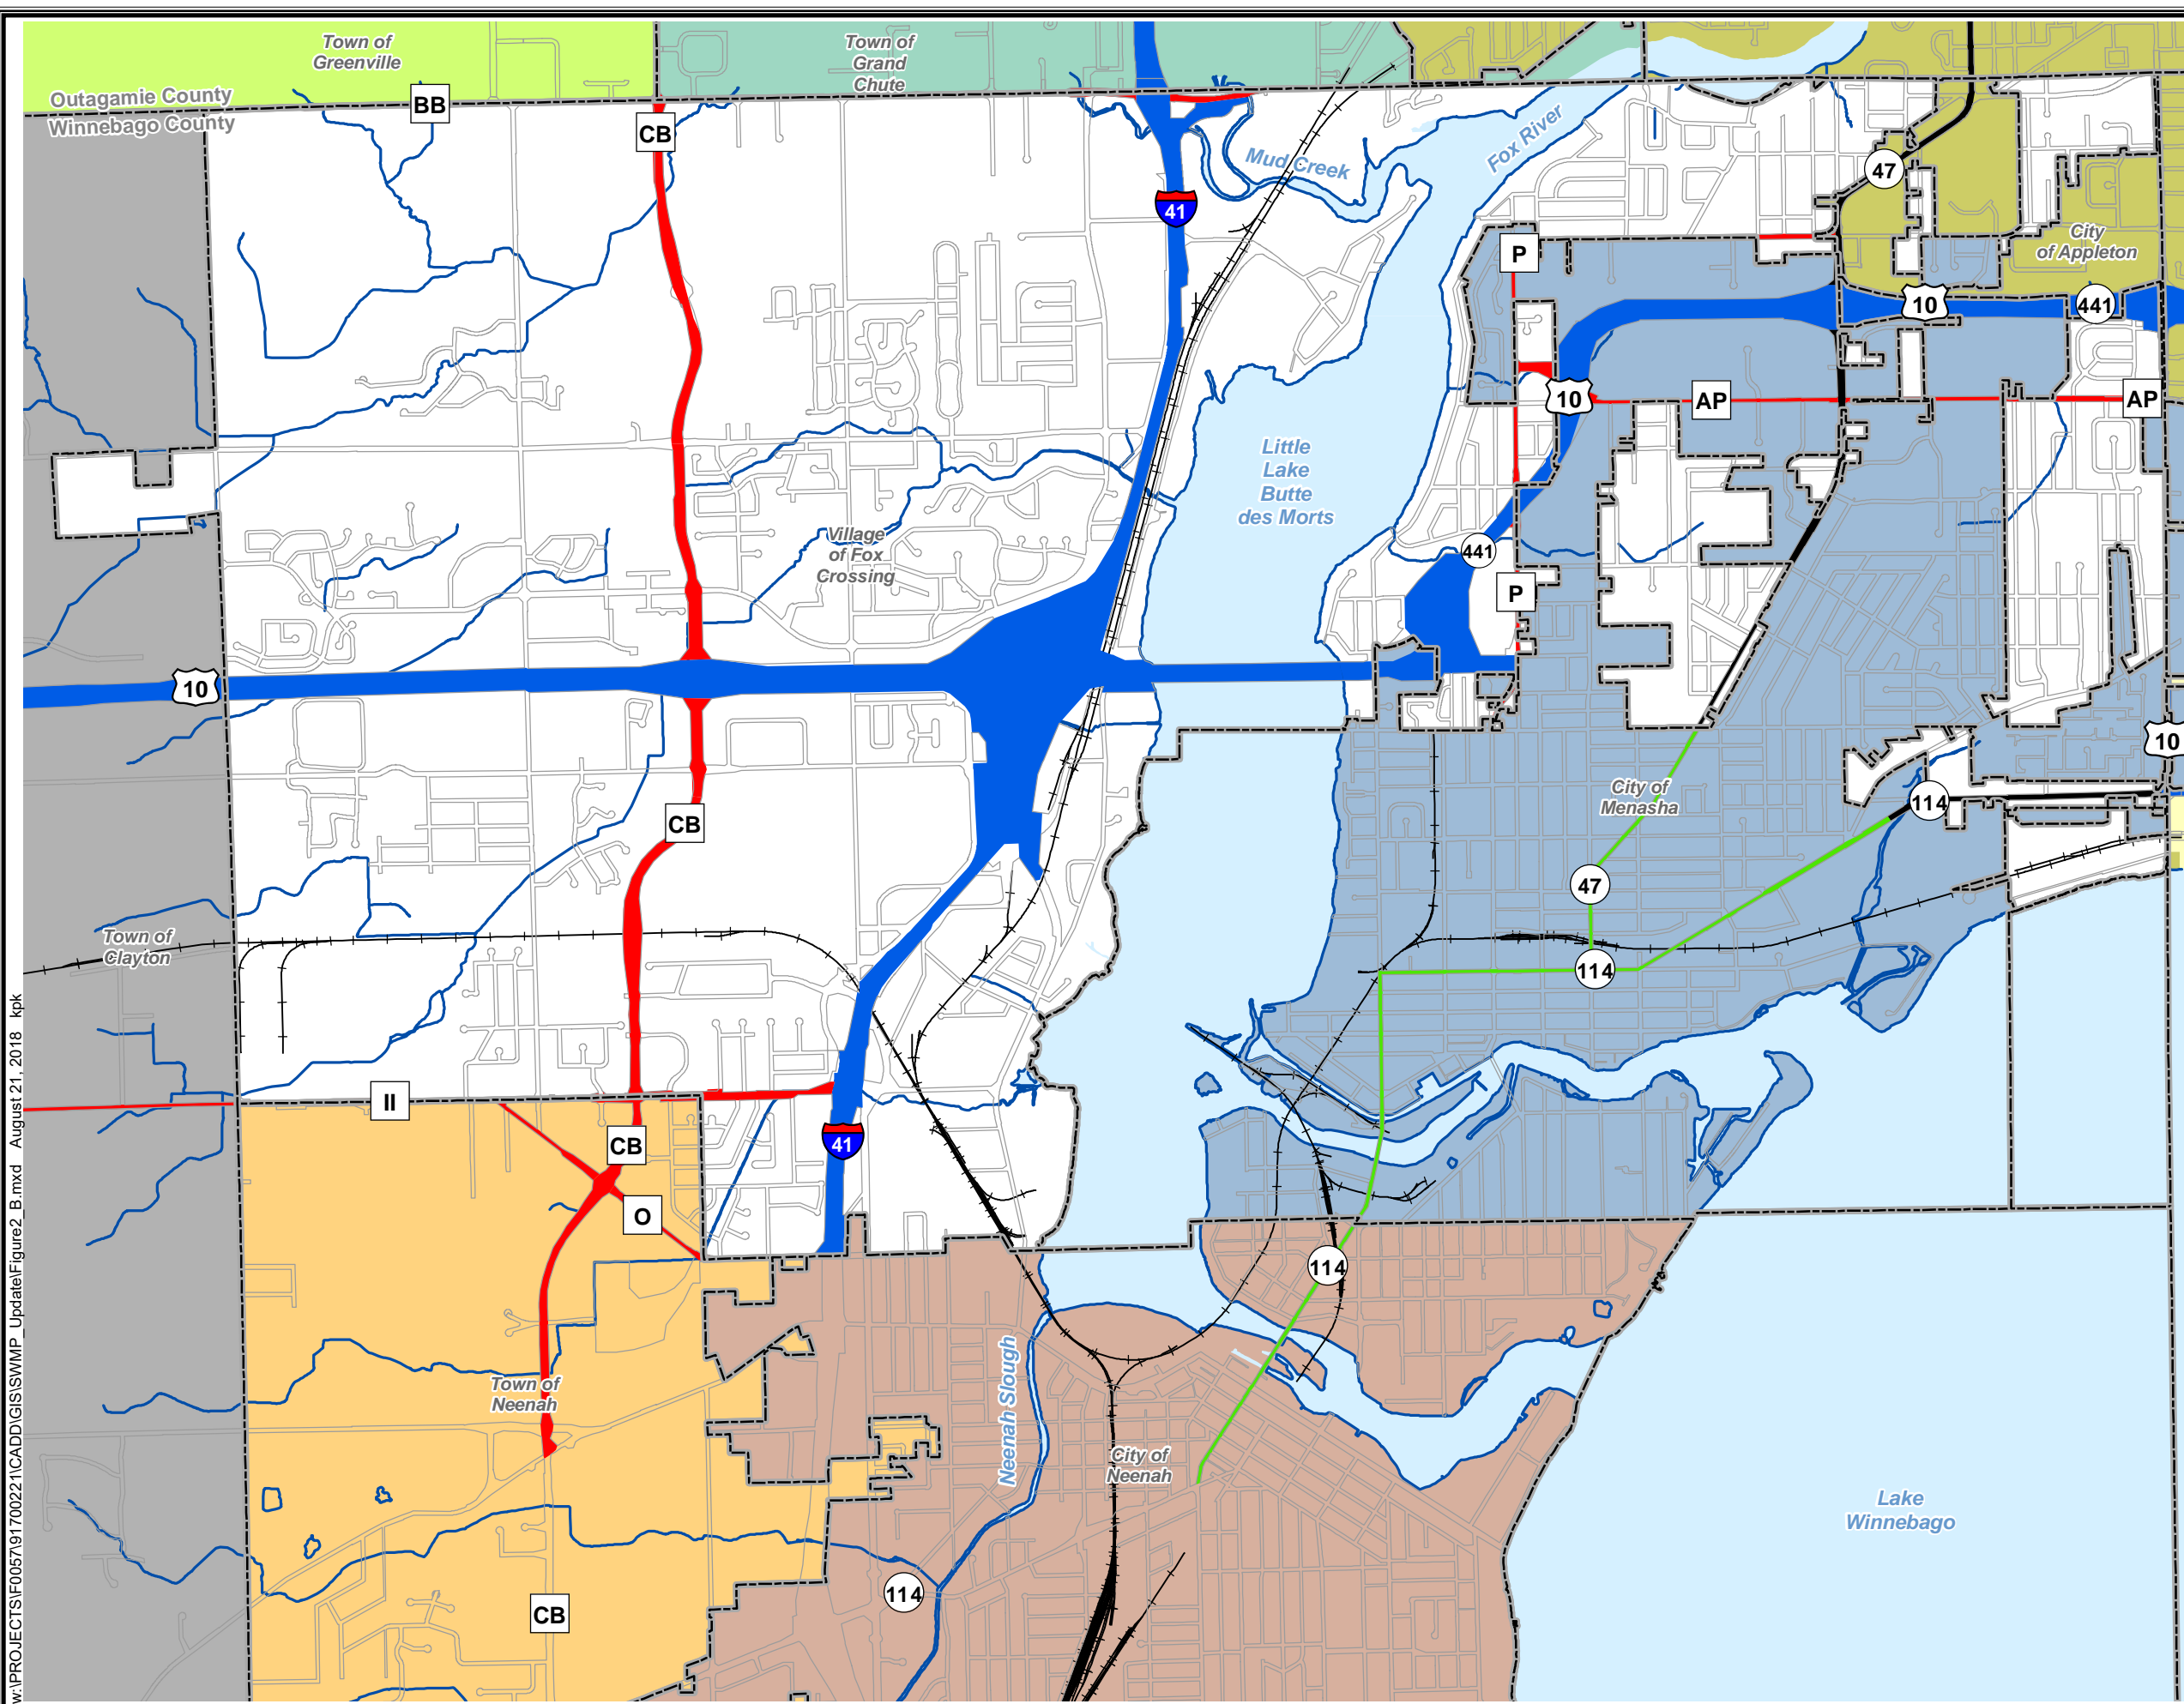 Town of
Greenville
Town of
Grand
Chute
Outagamie County
Winnebago County
BB
CB
41
Mud Creek
Fox River
47
City
of Appleton
P
10
441
10
AP
AP
Little
Lake
Butte
des Morts
Village
of Fox
Crossing
441
P
10
10
CB
City of
Menasha
114
47
114
Town of
Clayton
II
CB
41
O
114
Town of
Neenah
Neenah Slough
City of
Neenah
Lake
Winnebago
114
CB
w:\PROJECTS\F0057\91700221\CADD\GIS\SWMP_Update\Figure2_B.mxd August 21, 2018 kpk